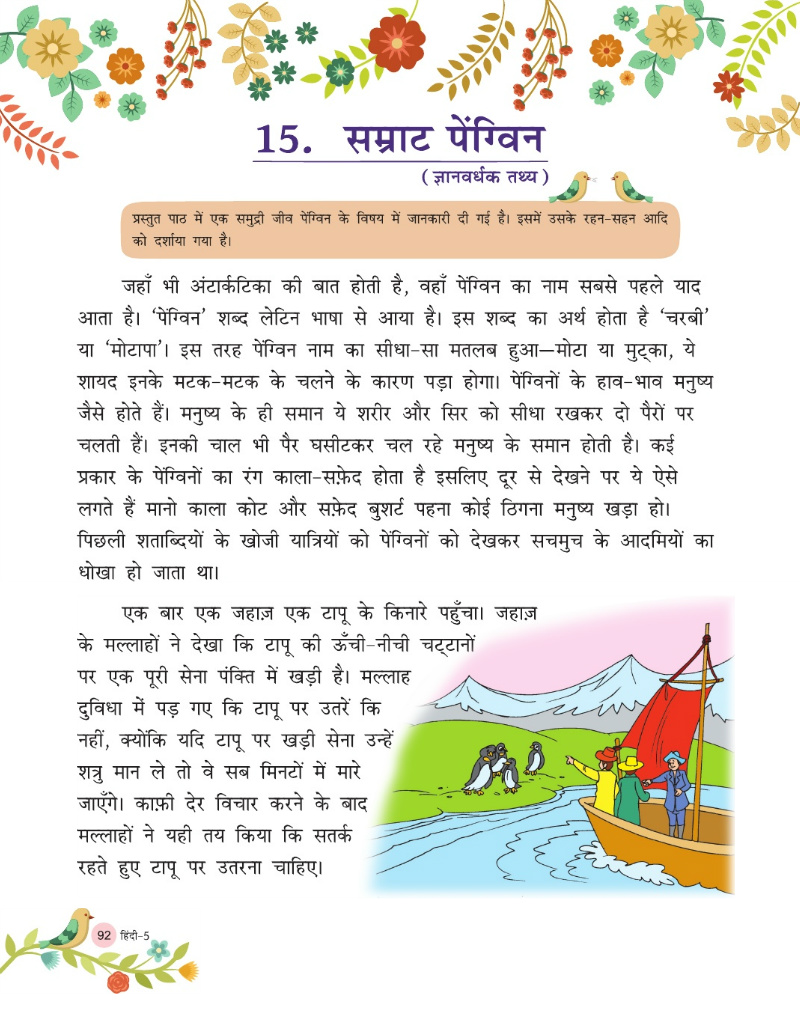 15. सम्राट पेंग्विन
( ज्ञानवर्धक तथ्य )
प्रस्तुत पाठ में एक समुद्री जीव पेंग्विन के विषय में जानकारी दी गई है। इसमें उसके रहन-सहन आदि
को दर्शाया गया है।
जहाँ भी अंटार्कटिका की बात होती है, वहाँ पेंग्विन का नाम सबसे पहले याद
आता है। ‘पेंग्विन’ शब्द लेटिन भाषा से आया है। इस शब्द का अर्थ होता है ‘चरबी’
या ‘मोटापा’। इस तरह पेंग्विन नाम का सीधा-सा मतलब हुआ—मोटा या मुट्का, ये
शायद इनके मटक-मटक के चलने के कारण पड़ा होगा। पेंग्विनों के हाव-भाव मनुष्य
जैसे होते हैं। मनुष्य के ही समान ये शरीर और सिर को सीधा रखकर दो पैरों पर
चलती हैं। इनकी चाल भी पैर घसीटकर चल रहे मनुष्य के समान होती है। कई
प्रकार के पेंग्विनों का रंग काला-सफ़ेद होता है इसलिए दूर से देखने पर ये ऐसे
लगते हैं मानो काला कोट और सफ़ेद बुशर्ट पहना कोई ठिगना मनुष्य खड़ा हो।
पिछली शताब्दियों के खोजी यात्रियों को पेंग्विनों को देखकर सचमुच के आदमियों का
धोखा हो जाता था।
एक बार एक जहाज़ एक टापू के किनारे पहुँचा। जहाज़
के मल्लाहों ने देखा कि टापू की ऊँची-नीची चट्टानों
पर एक पूरी सेना पंक्ति में खड़ी है। मल्लाह
दुविधा में पड़ गए कि टापू पर उतरें कि
नहीं, क्योंकि यदि टापू पर खड़ी सेना उन्हें
शत्रु मान ले तो वे सब मिनटों में मारे
जाएँगे। काफ़ी देर विचार करने के बाद
मल्लाहों ने यही तय किया कि सतर्क
रहते हुए टापू पर उतरना चाहिए।
92 हिंदी-5